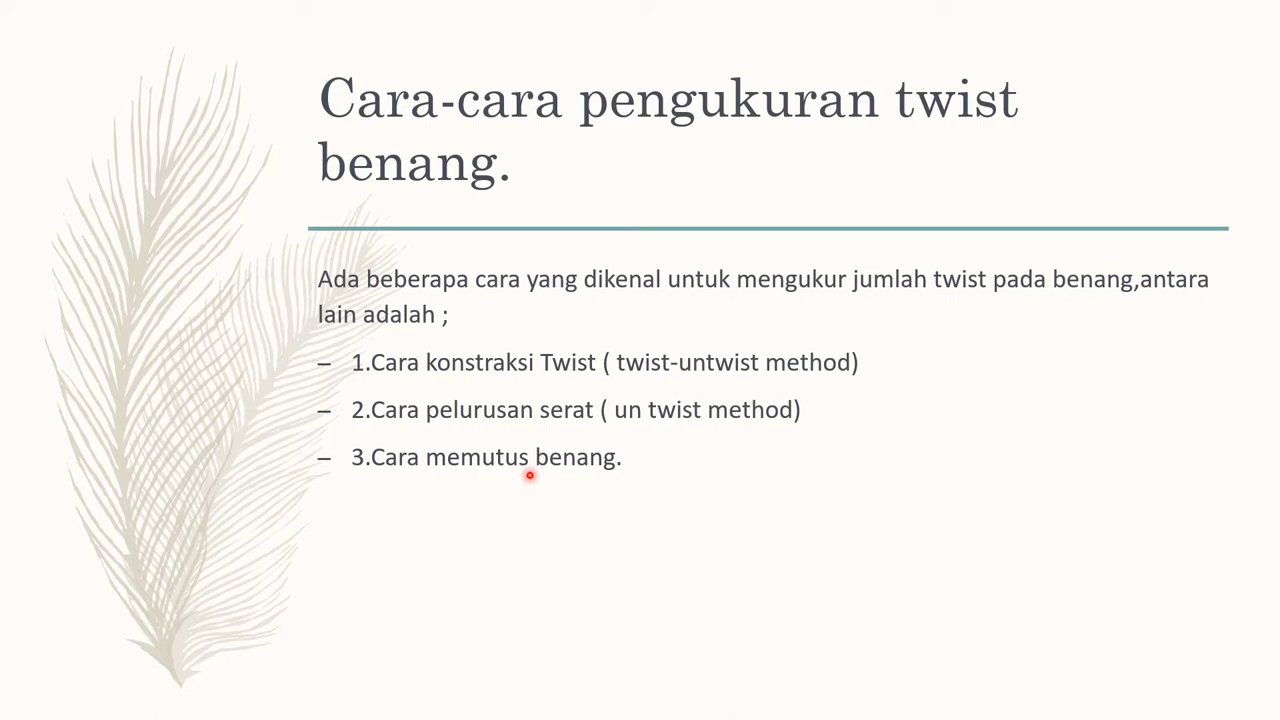 Cara-cara pengukuran twist
benang.
Ada beberapa cara yang dikenal untuk mengukur jumlah twist pada benang,antara
lain adalah ;
– 1.Cara konstraksi Twist ( twist-untwist method)
– 2.Cara pelurusan serat ( un twist method)
– 3.Cara memutus benang.